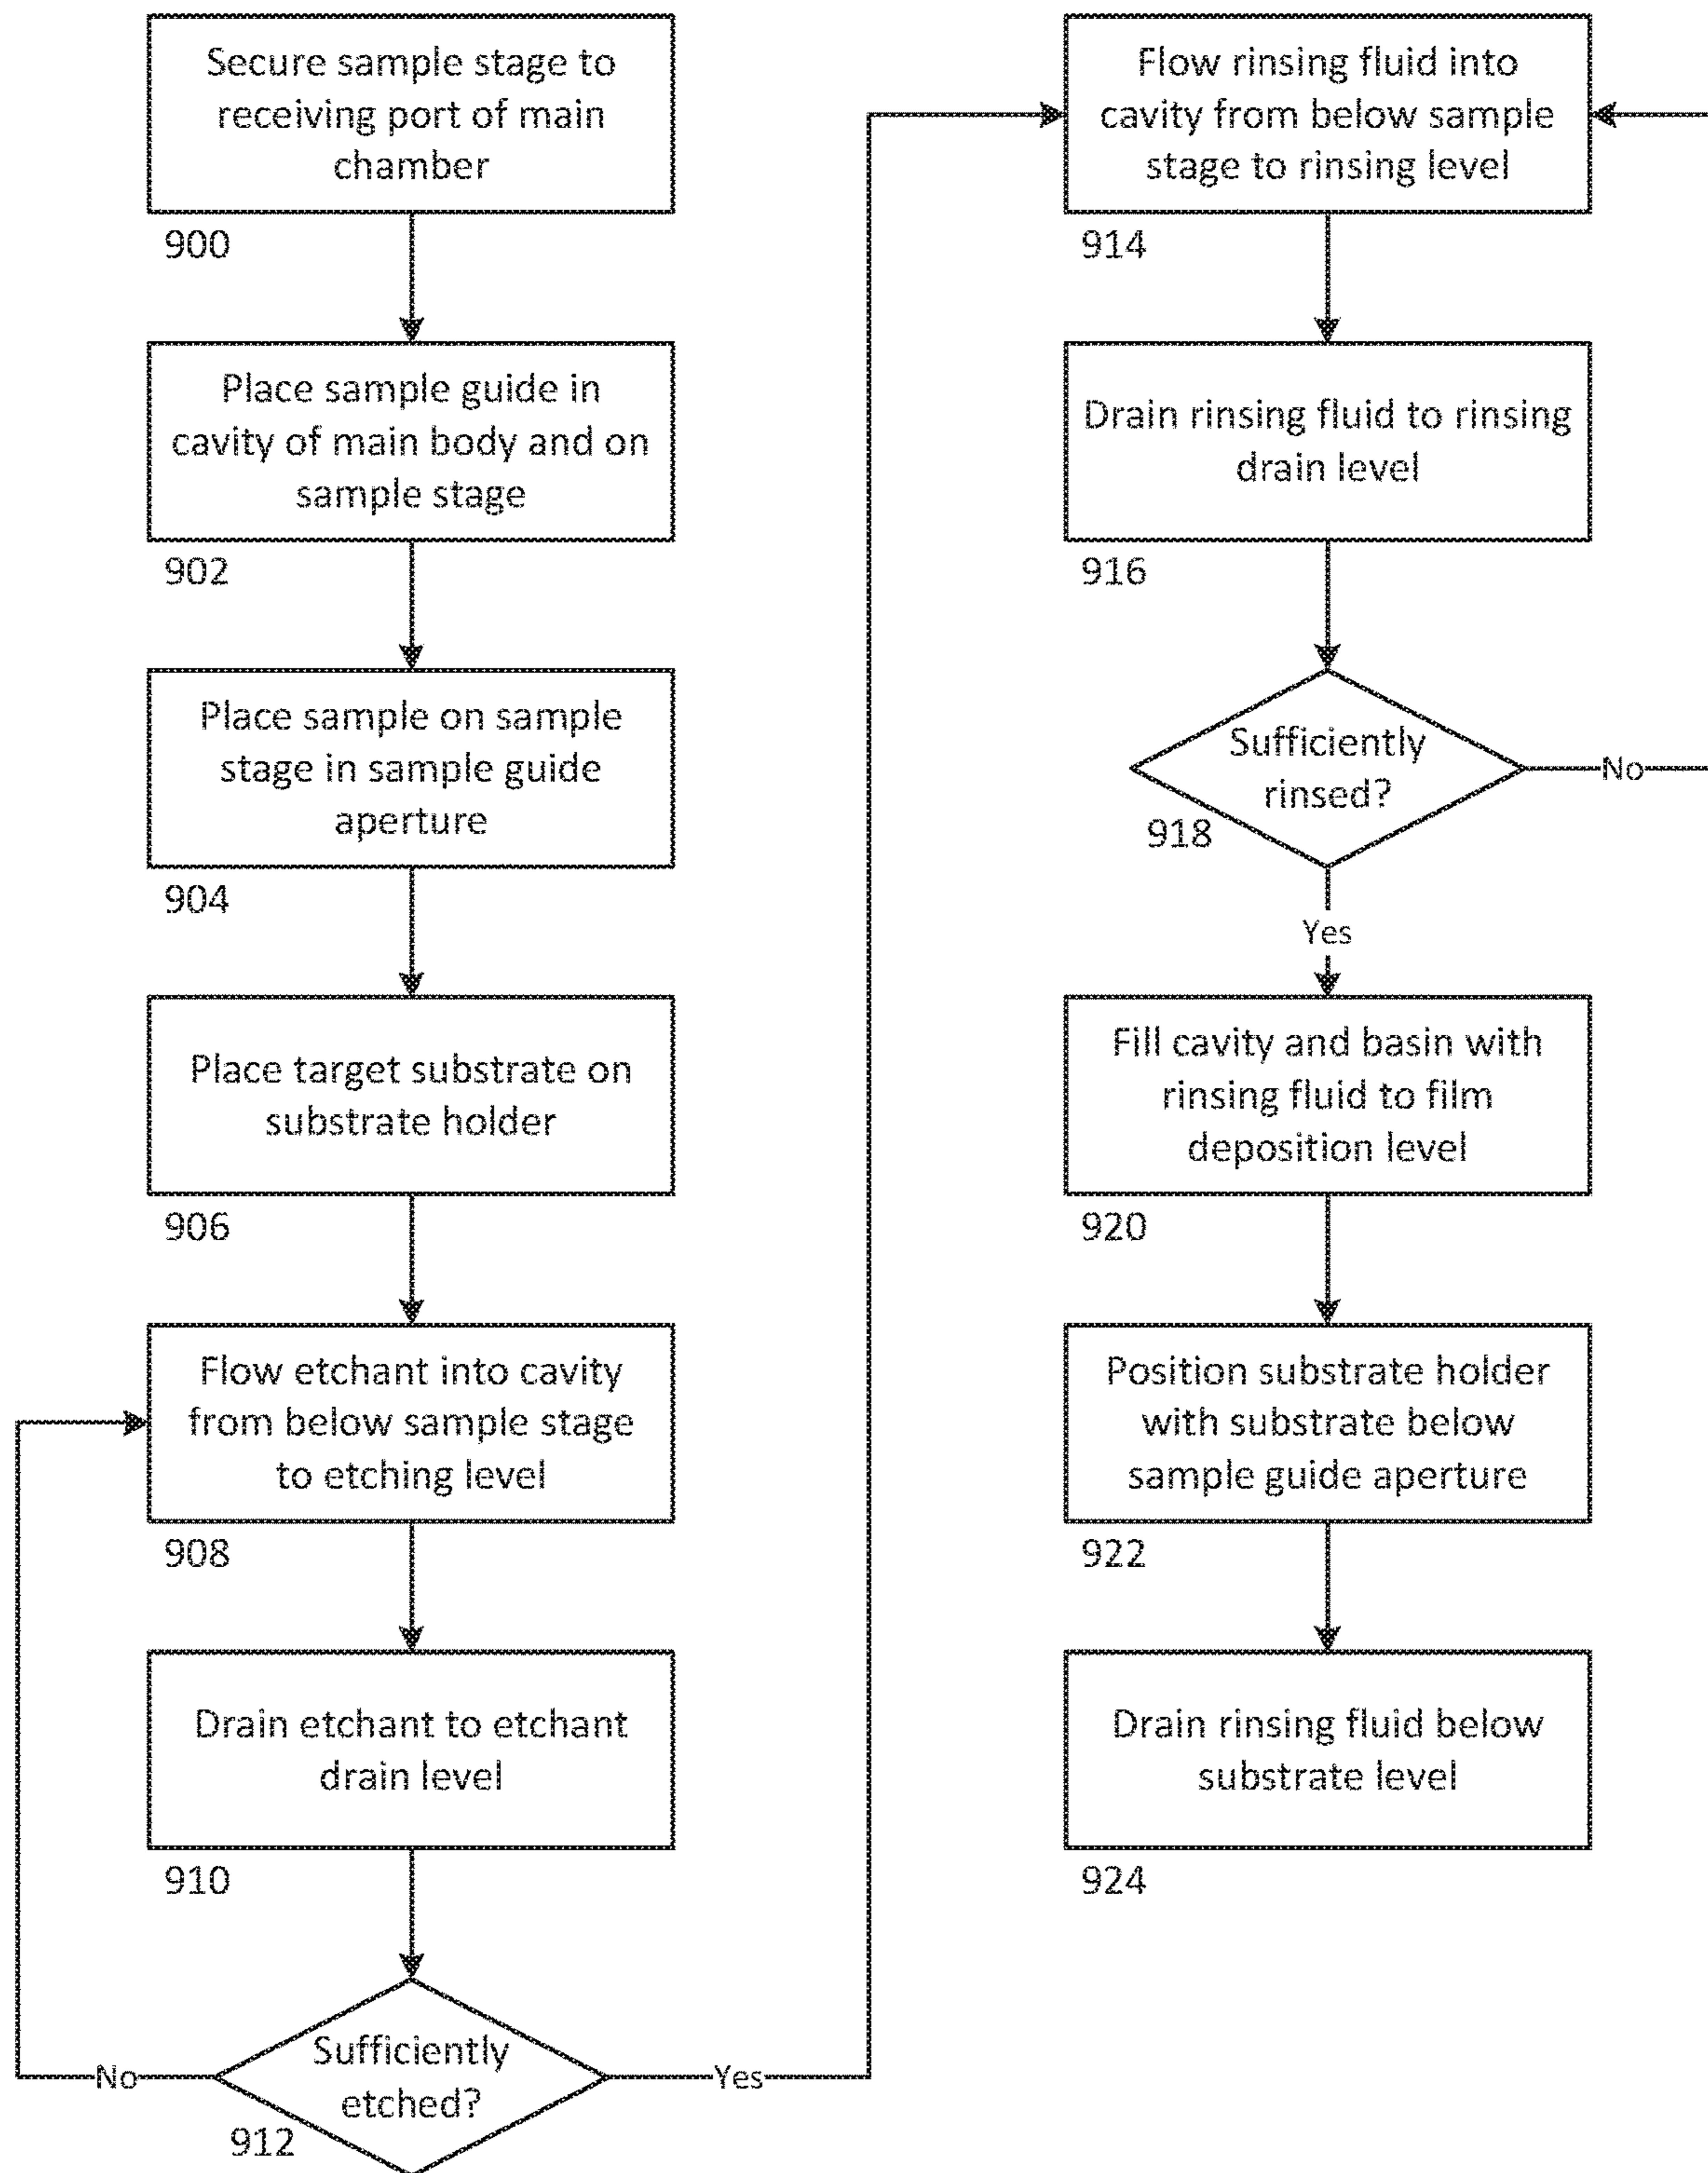 Secure sample stage to
receiving port of main
chamber
900
Place sample guide in
cavity of main body and on
sample stage
902
Place sample on sample
stage in sample guide
aperture
904
Place target substrate on
substrate holder
906
Flow etchant into cavity
from below sample stage
to etching level
908
Drain etchant to etchant
drain level
910
Sufficiently
etched?
912
No
Yes
Flow rinsing fluid into
cavity from below sample
stage to rinsing level
914
Drain rinsing fluid to rinsing
drain level
916
Sufficiently
rinsed?
918
No
Yes
Fill cavity and basin with
rinsing fluid to film
deposition level
920
Position substrate holder
with substrate below
sample guide aperture
922
Drain rinsing fluid below
substrate level
924